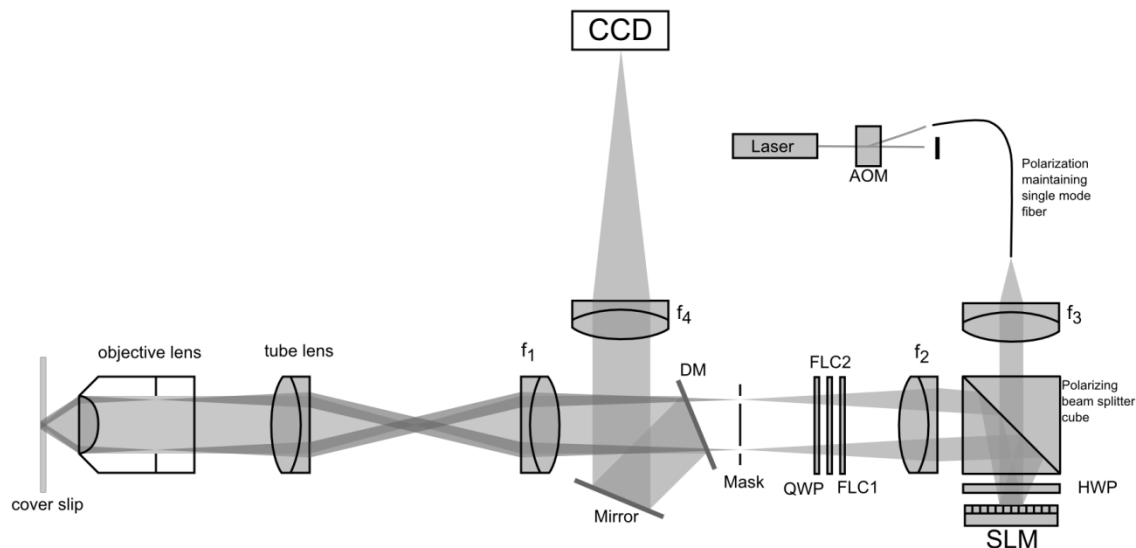 CCD
Laser
AOM
Polarization
maintaining
single mode
fiber
f4
f3
objective lens
tube lens
f1
DM
FLC2
f2
Polarizing
beam splitter
cube
cover slip
Mirror
Mask
QWP
FLC1
HWP
SLM